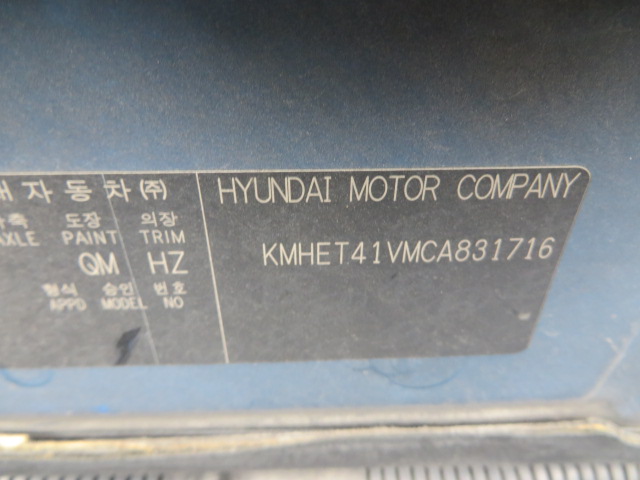 자동차(주) HYUNDAI MOTOR COMPANY
도장 의장
AXLE PAINT TRIM
KMHET41VMCA831716
QM HZ
형식 승인 번호
APPD MODEL NO